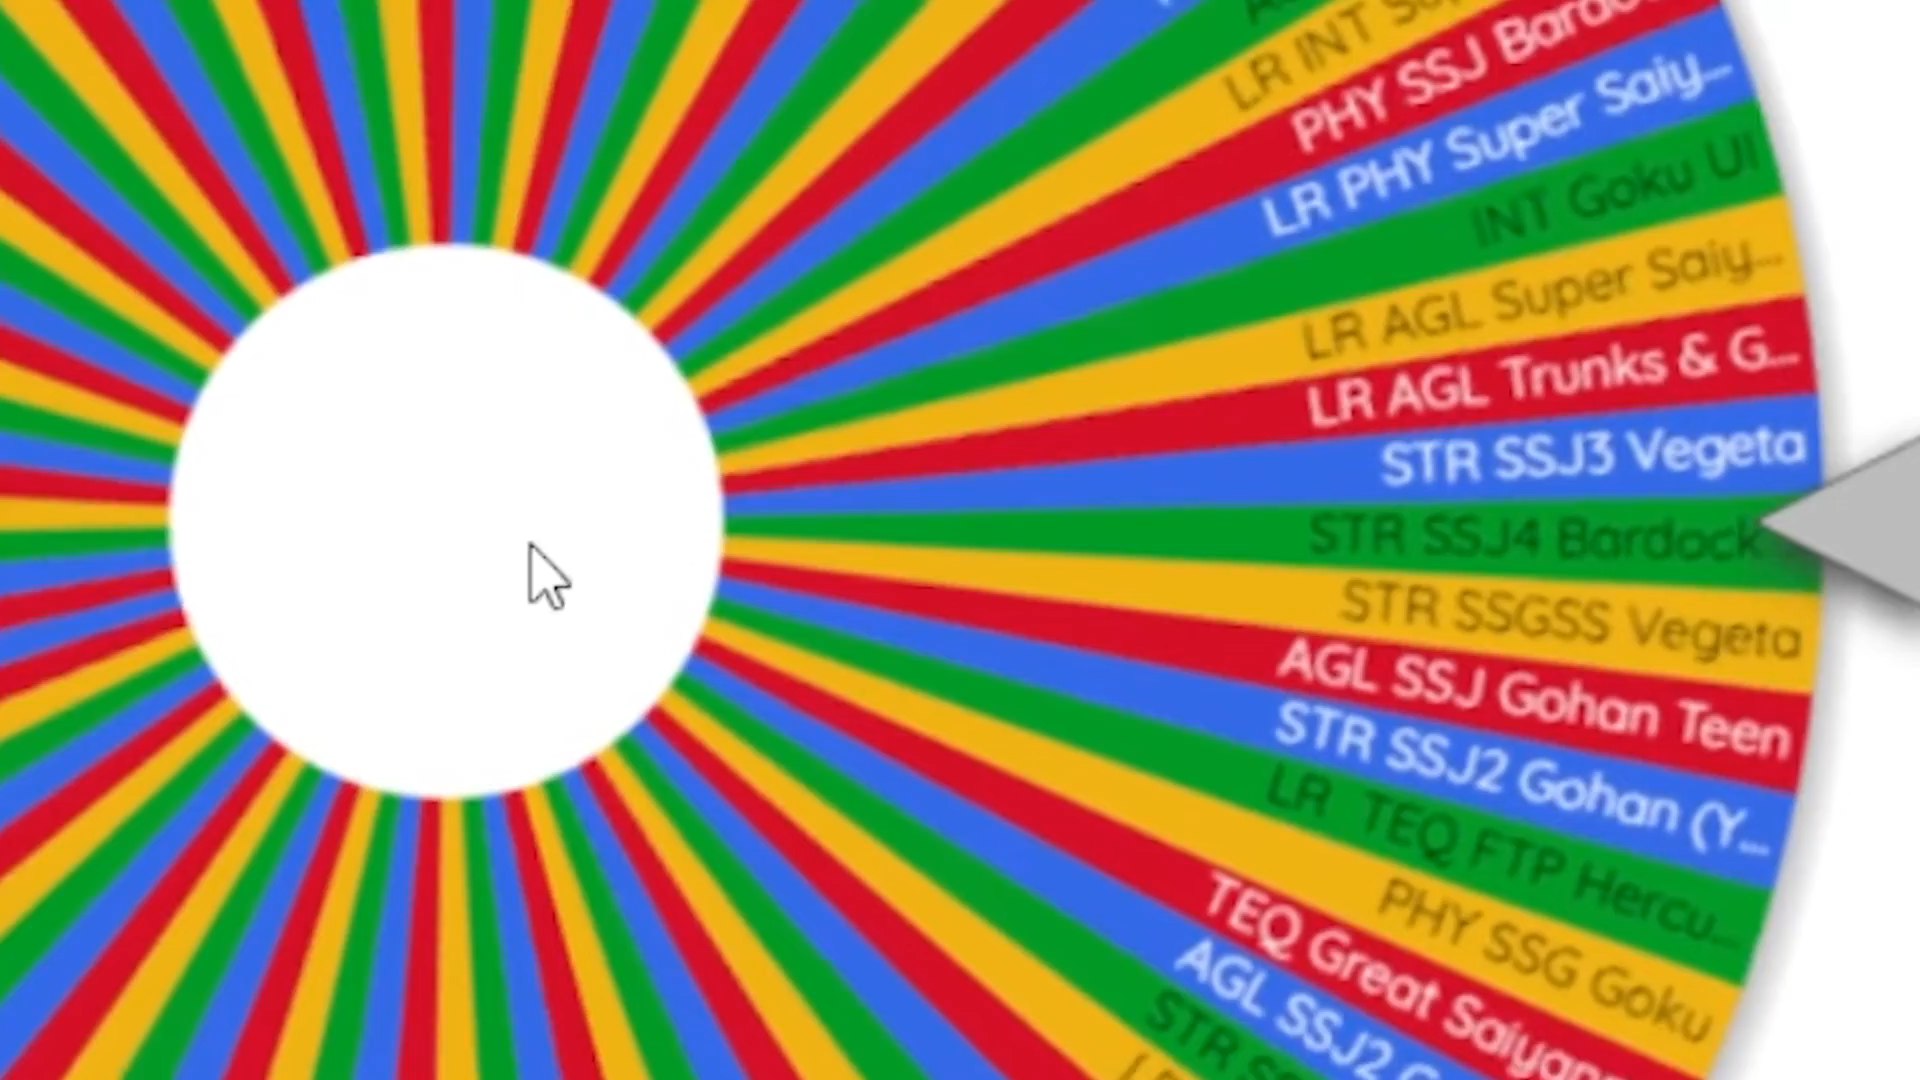 LR INT
PHY SSJ
LR PHY Super Saiy...
INT Goku UI
LR AGL Super Saiy...
LR AGL Trunks & G...
STR SSJ3 Vegeta
STR SSJ4 Bardock
STR SSGSS Vegeta
AGL SSJ Gohan Teen
STR SSJ2 Gohan (Y...
LR TEQ FTP Hercu...
PHY SSG Goku
TEQ Great
AGL SSJ2
STR